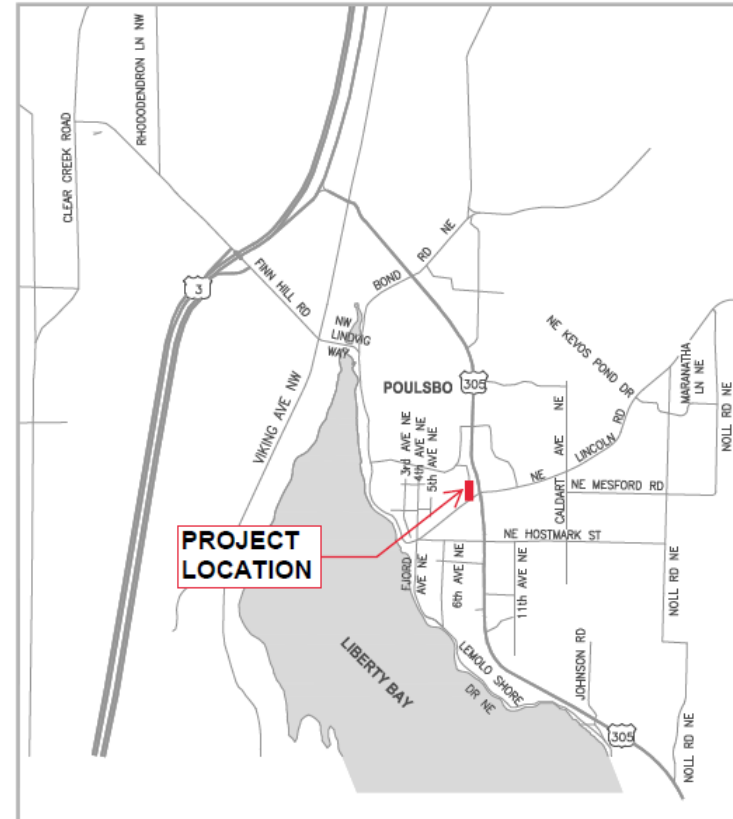 RHODODENDRON LN NW
CLEAR CREEK ROAD
3
FINN HILL RD
BOND RD NE
NW
LINDVIG
WAY
VIKING AVE NW
POULSBO
305
NE KEVOS POND DR
MARANATHA
LN NE
NOLL RD NE
3rd AVE NE
4th AVE NE
5th AVE NE
CALDART AVE NE
NE LINCOLN RD
NE MESFORD RD
PROJECT
LOCATION
NE HOSTMARK ST
FJORD
AVE NE
6th AVE NE
11th AVE NE
NOLL RD NE
LIBERTY BAY
LEMOLO SHORE
DR NE
JOHNSON RD
305
NOLL RD NE